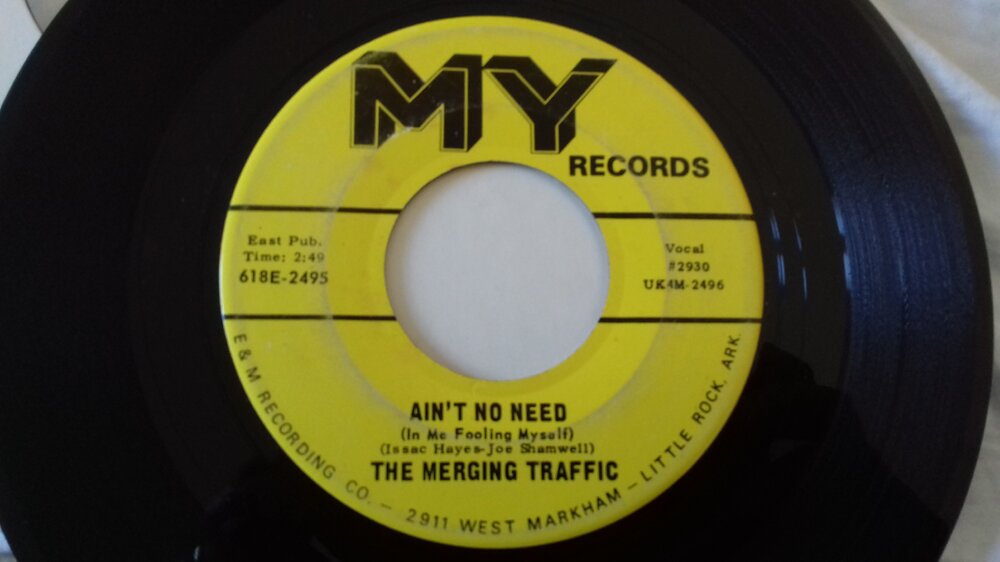 MY
RECORDS
East Pub.
Time: 2:49
618E-2495
Vocal
#2930
UK4M-2496
AIN'T NO NEED
(In Me Fooling Myself)
(Issac Hayes-Joe Shamwell)
THE MERGING TRAFFIC
E & M RECORDING CO. – 2911 WEST MARKHAM – LITTLE ROCK, ARK.